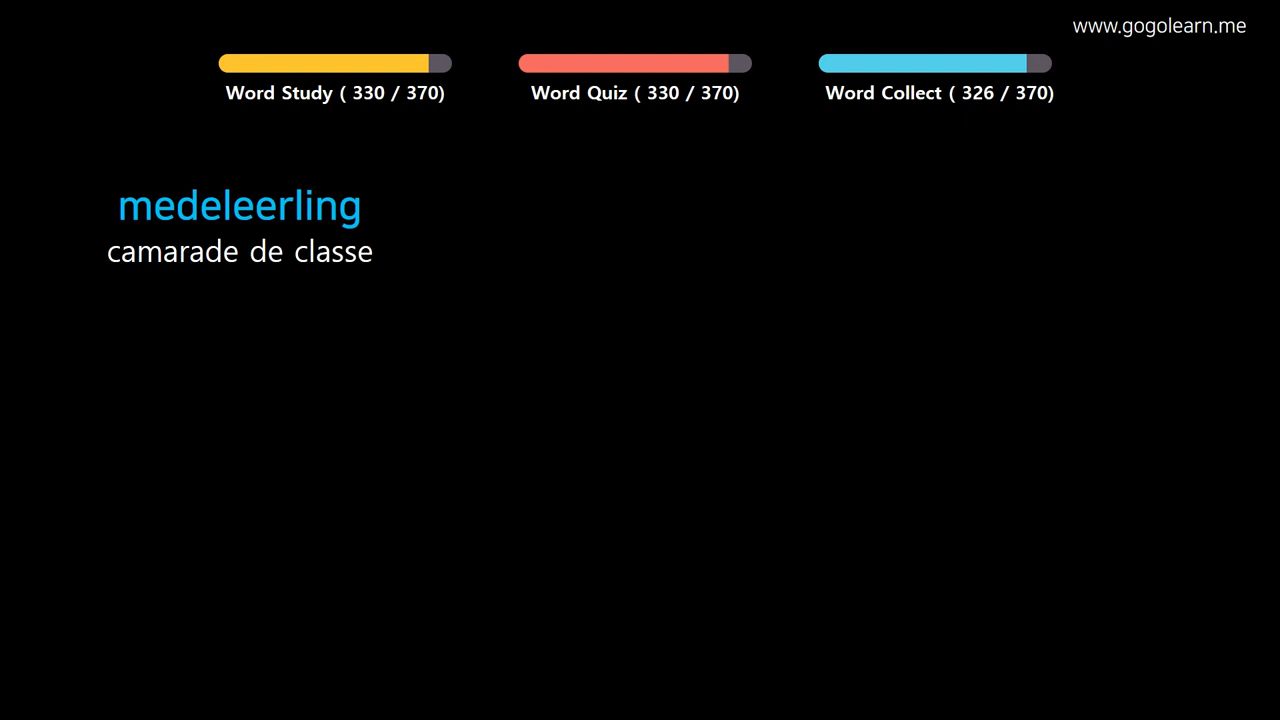 www.gogolearn.me
Word Study ( 330 / 370)
Word Quiz ( 330 / 370)
Word Collect ( 326 / 370)
medeleerling
camarade de classe